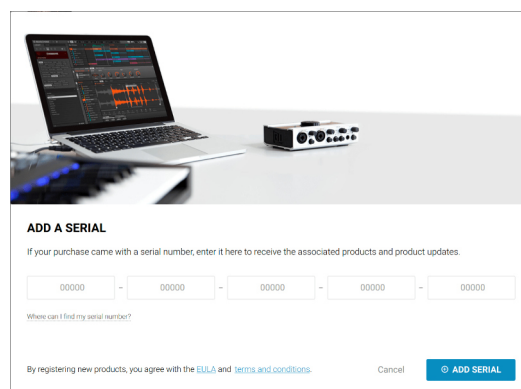 ADD A SERIAL
If your purchase came with a serial number, enter it here to receive the associated products and product updates.
00000 – 00000 – 00000 – 00000 – 00000
Where can I find my serial number?
By registering new products, you agree with the EULA and terms and conditions. Cancel ADD SERIAL